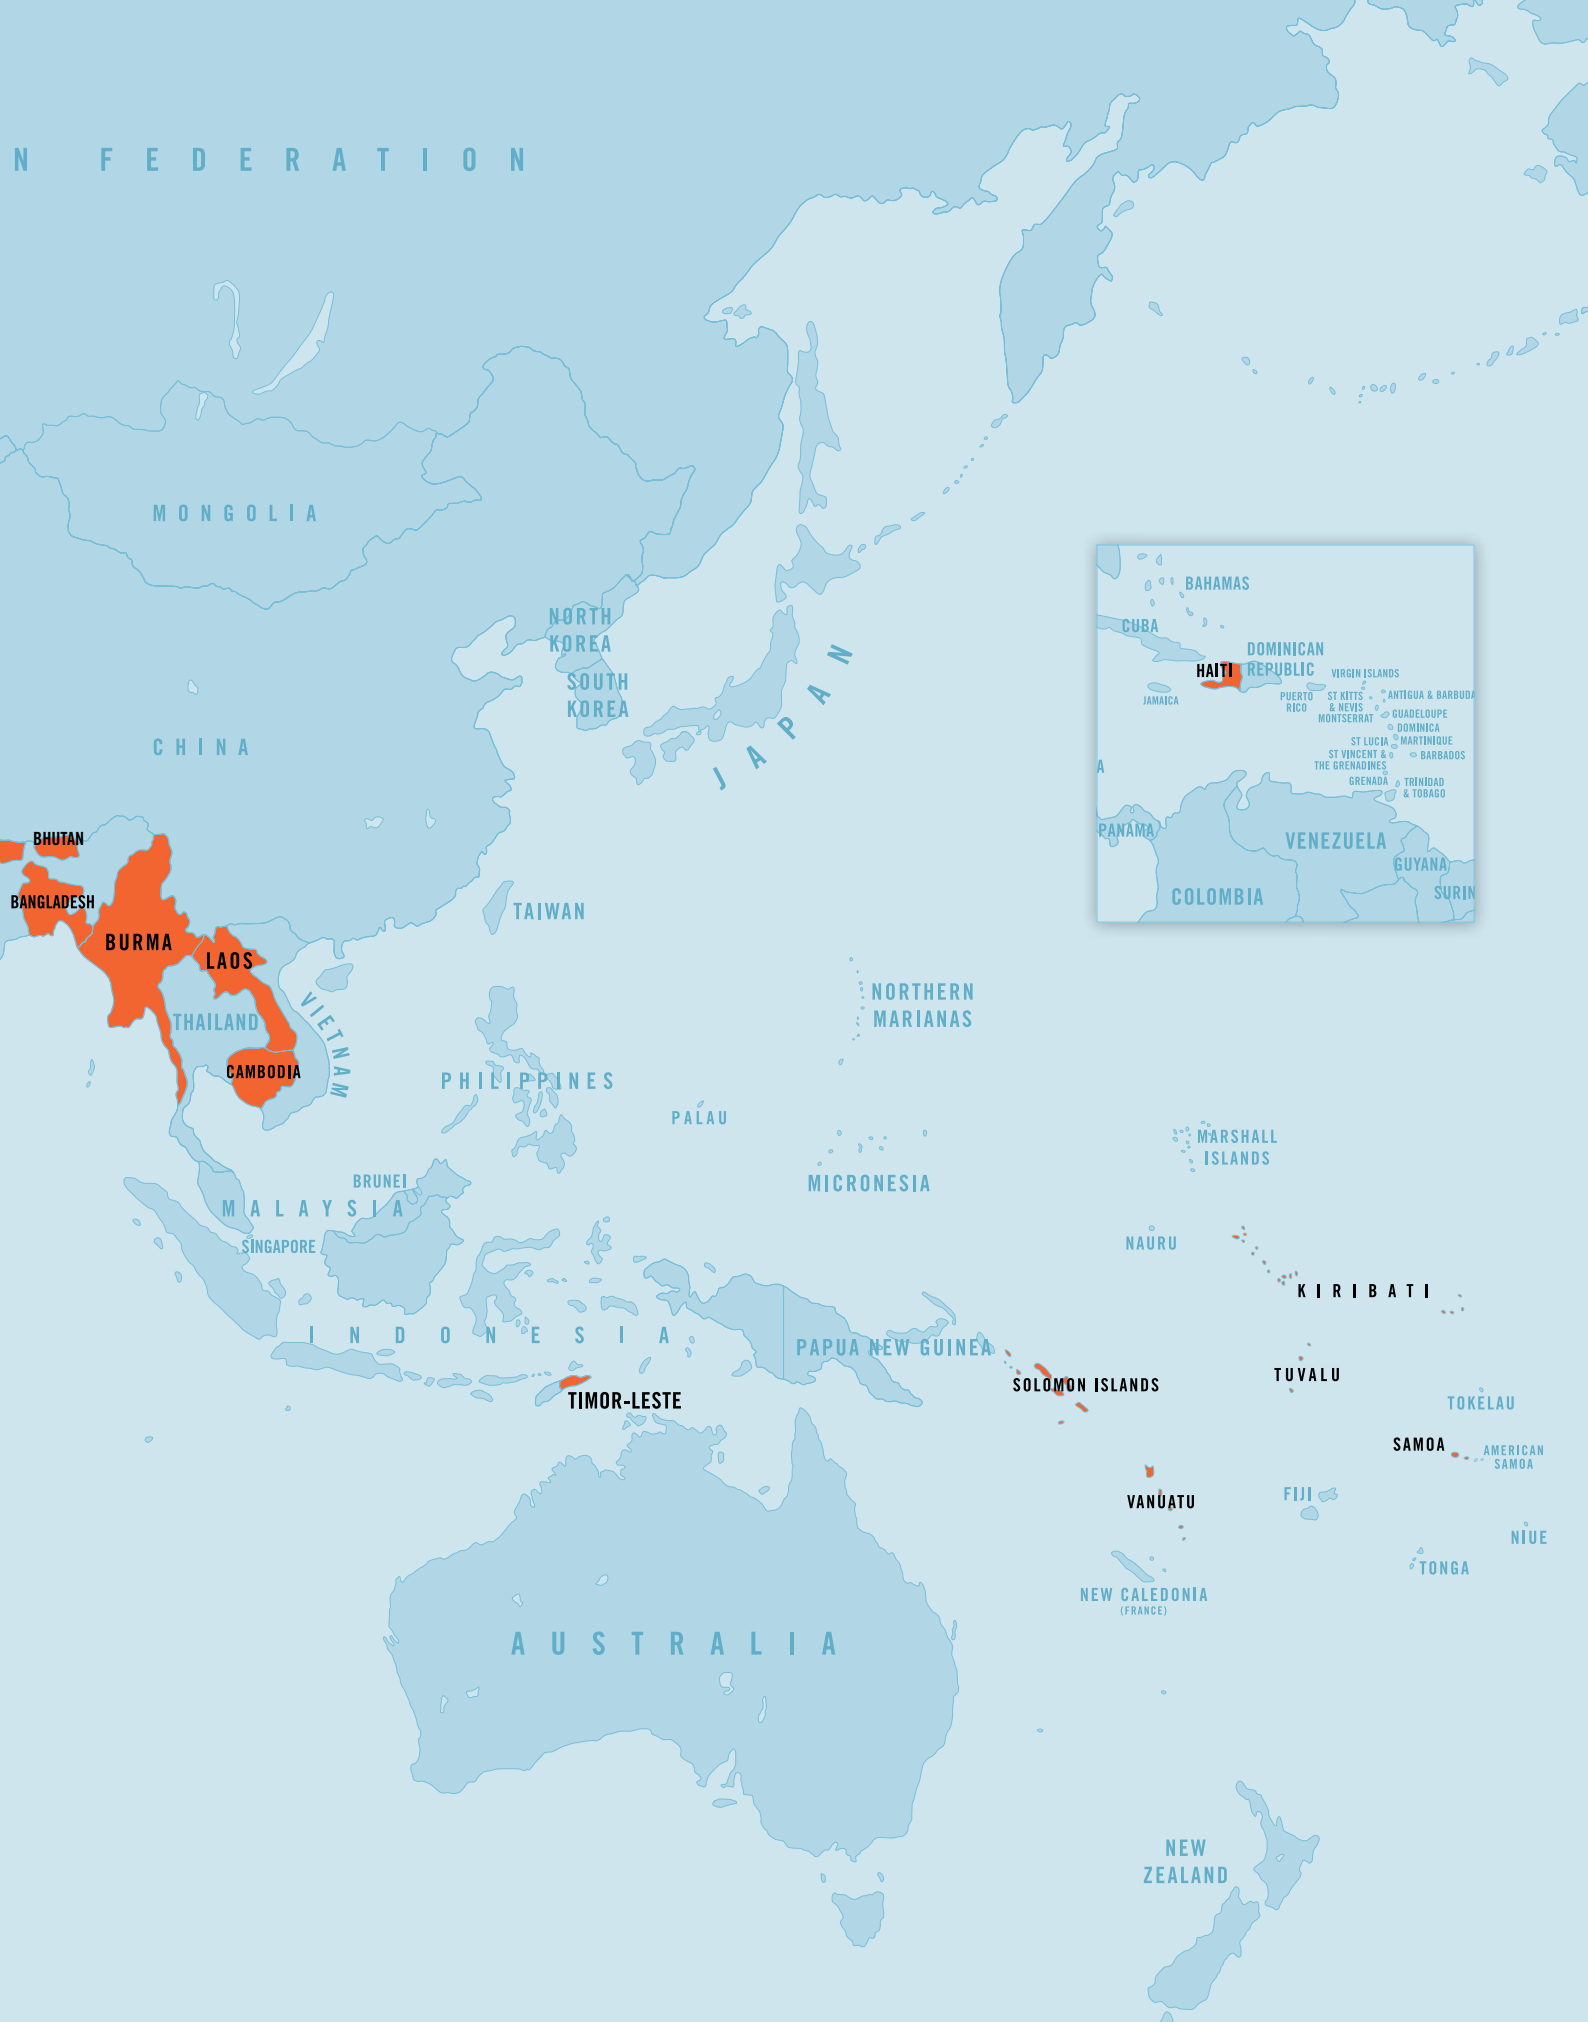 N FEDERATION
MONGOLIA
NORTH
KOREA
SOUTH
KOREA
JAPAN
CHINA
BAHAMAS
CUBA
DOMINICAN
REPUBLIC
HAITI
JAMAICA
VIRGIN ISLANDS
PUERTO
RICO
ST KITTS
& NEVIS
ANTIGUA & BARBUDA
MONTSERRAT
GUADELOUPE
DOMINICA
ST LUCIA
MARTINIQUE
ST VINCENT &
THE GRENADINES
BARBADOS
GRENADA
TRINIDAD
& TOBAGO
A
PANAMA
VENEZUELA
GUYANA
COLOMBIA
SURIN
BHUTAN
BANGLADESH
BURMA
LAOS
TAIWAN
THAILAND
VIETNAM
CAMBODIA
NORTHERN
MARIANAS
PHILIPPINES
PALAU
MARSHALL
ISLANDS
MICRONESIA
BRUNEI
MALAYSIA
SINGAPORE
NAURU
KIRIBATI
INDONESIA
PAPUA NEW GUINEA
TIMOR-LESTE
SOLOMON ISLANDS
TUVALU
TOKELAU
SAMOA
AMERICAN
SAMOA
VANUATU
FIJI
NIUE
TONGA
NEW CALEDONIA
(FRANCE)
AUSTRALIA
NEW
ZEALAND